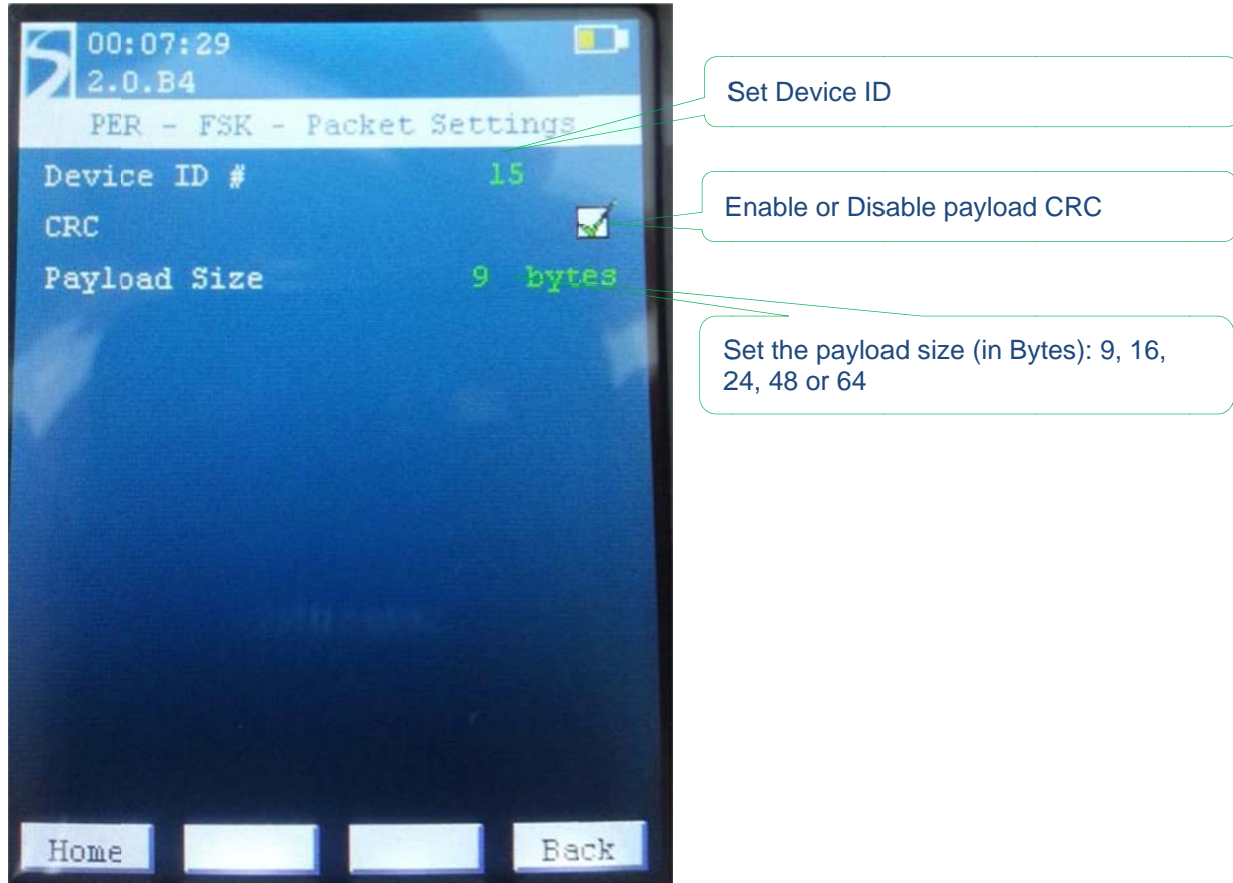 00:07:29
2.0.B4
PER - FSK - Packet Settings
Device ID # 15
CRC
Payload Size 9 bytes
Home Back
Set Device ID
Enable or Disable payload CRC
Set the payload size (in Bytes): 9, 16,
24, 48 or 64